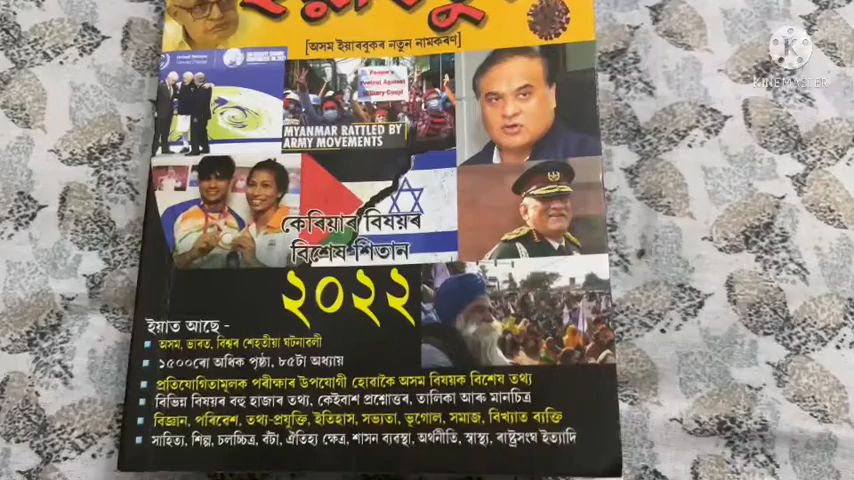 [অসম ইয়াৰবুকৰ নতুন নামকৰণ]
KINEMASTER
People's Protest Against Military Coup!
MYANMAR RATTLED BY
ARMY MOVEMENTS
কেৰিয়াৰ বিষয়ৰ
বিশেষ শিতান
২০২২
ইয়াত আছে -
অসম, ভাৰত, বিশ্বৰ শেহতীয়া ঘটনাৱলী
১৫০০ৰো অধিক পৃষ্ঠা, ৮৫টা অধ্যায়
প্ৰতিযোগিতামূলক পৰীক্ষাৰ উপযোগী হোৱাকৈ অসম বিষয়ক বিশেষ তথ্য
বিভিন্ন বিষয়ৰ বহু হাজাৰ তথ্য, কেইবাশ প্ৰশ্নোত্তৰ, তালিকা আৰু মানচিত্ৰ
বিজ্ঞান, পৰিৱেশ, তথ্য-প্ৰযুক্তি, ইতিহাস, সভ্যতা, ভূগোল, সমাজ, বিখ্যাত ব্যক্তি
সাহিত্য, শিল্প, চলচ্চিত্ৰ, বঁটা, ঐতিহ্য ক্ষেত্ৰ, শাসন ব্যৱস্থা, অৰ্থনীতি, স্বাস্থ্য, ৰাষ্ট্ৰসংঘ ইত্যাদি